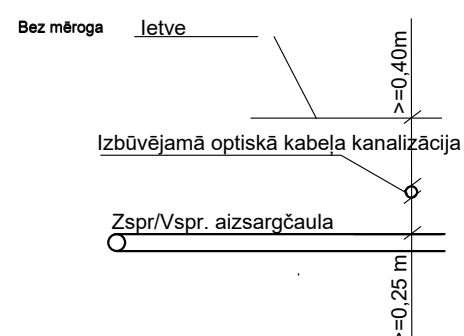 Bez mēroga
Ietve
>=0,40m
Izbūvējamā optiskā kabeļa kanalizācija
Zspr/Vspr. aizsargčaula
>=0,25 m